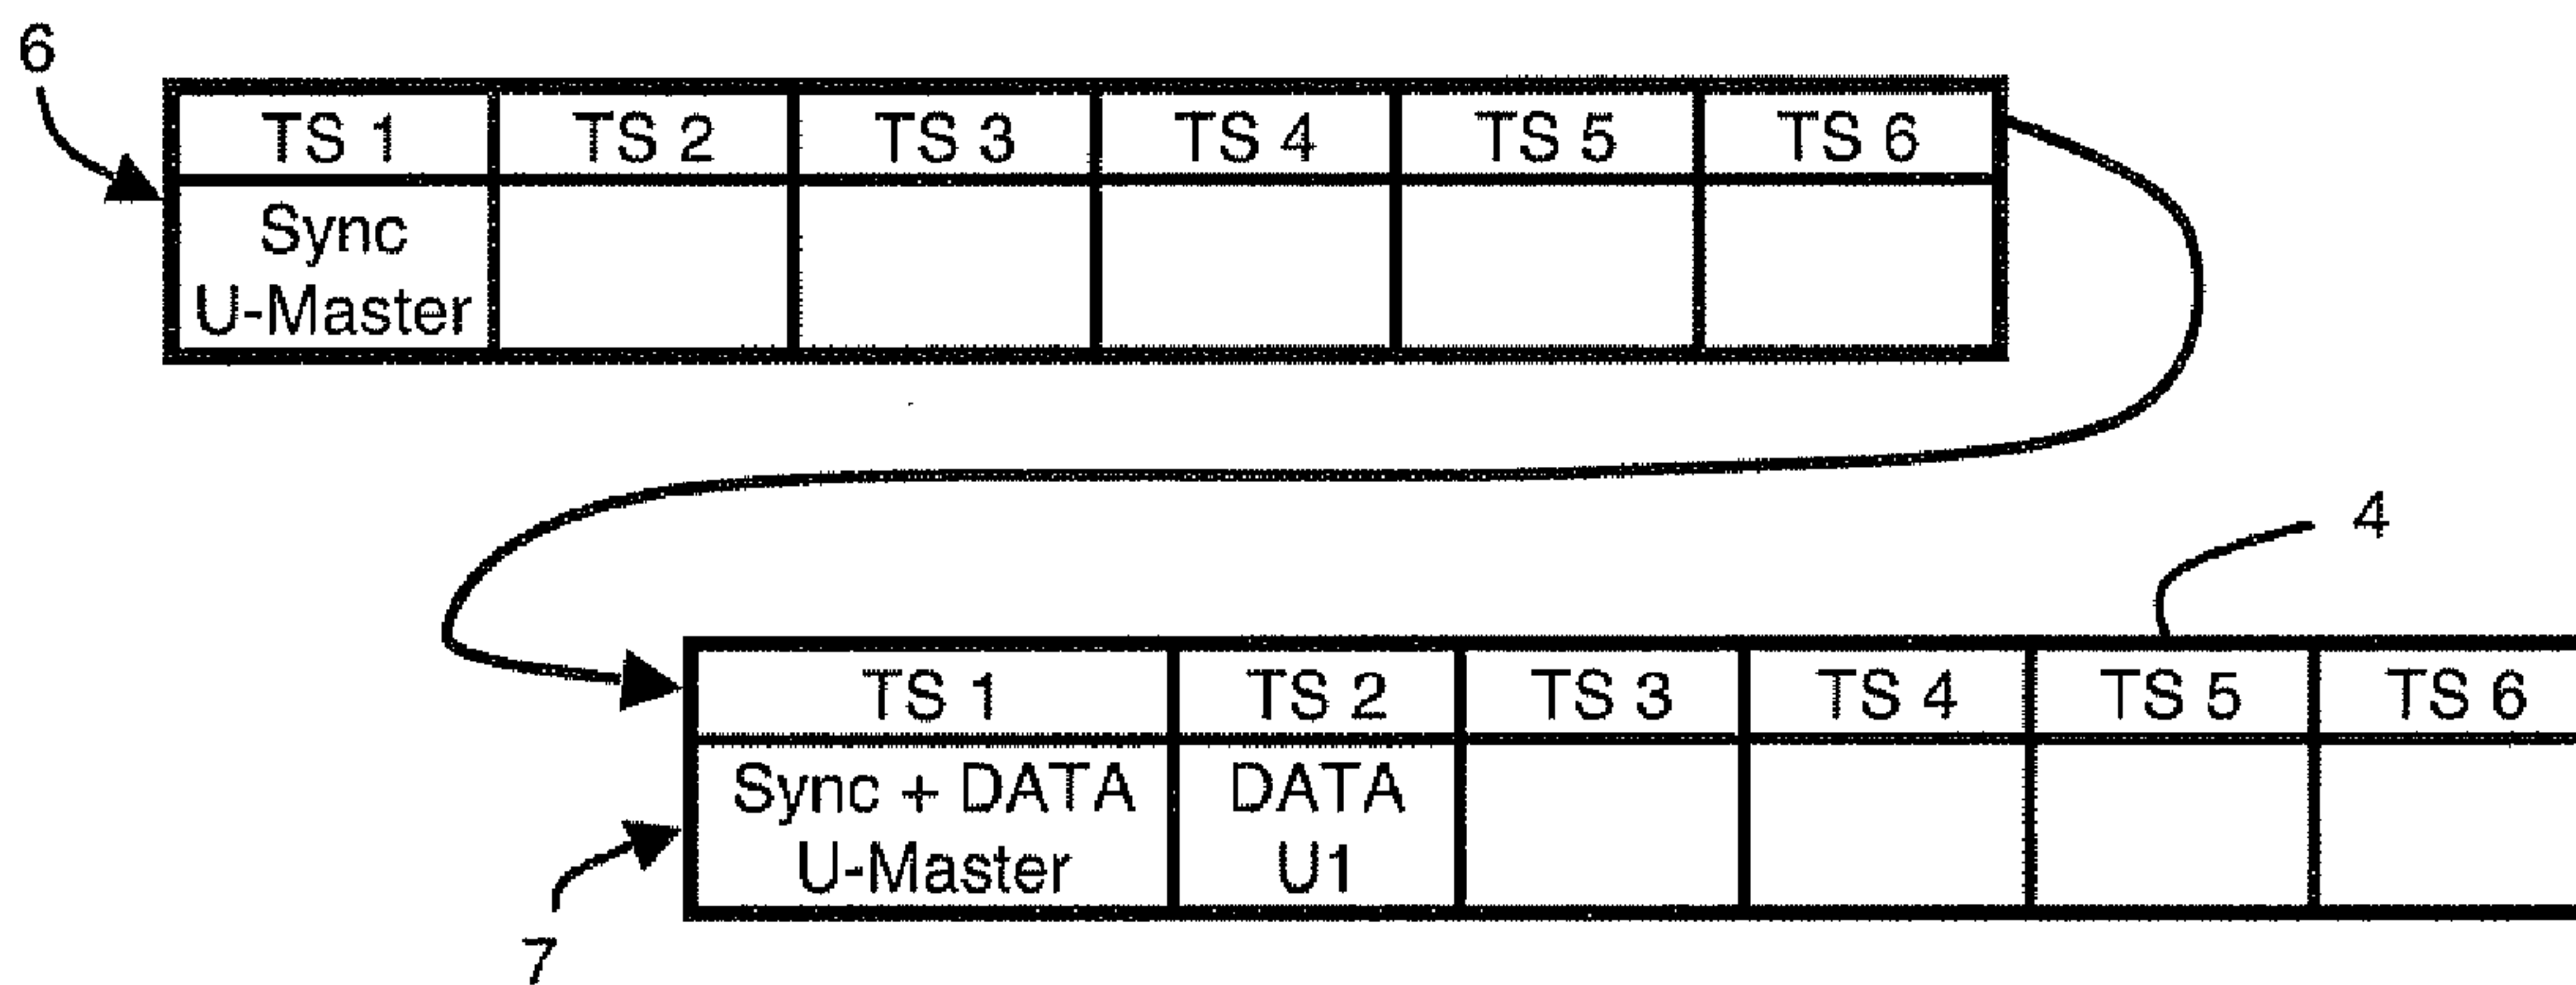 6
TS 1 TS 2 TS 3 TS 4 TS 5 TS 6
Sync
U-Master
4
TS 1 TS 2 TS 3 TS 4 TS 5 TS 6
Sync + DATA DATA
U-Master U1
7